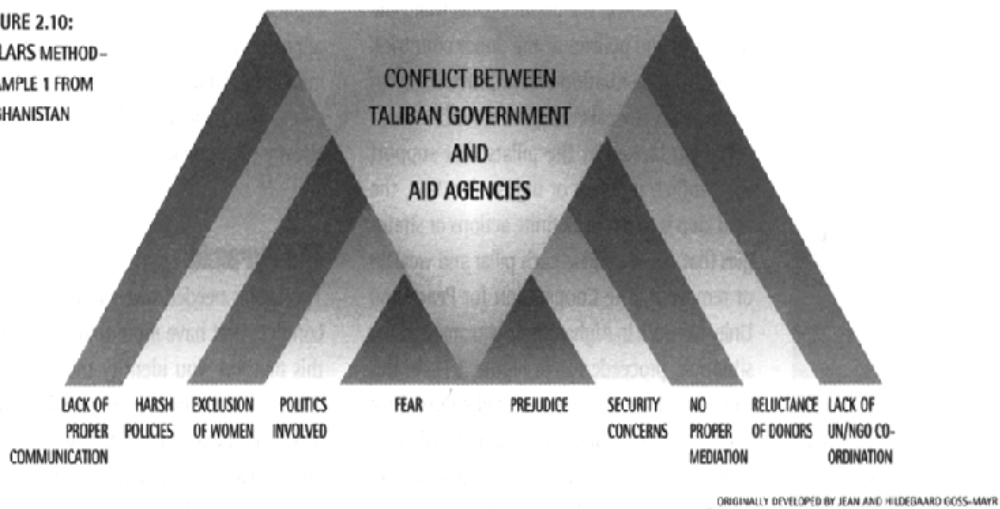 URE 2.10:
LARS METHOD–
AMPLE 1 FROM
GHANISTAN
CONFLICT BETWEEN
TALIBAN GOVERNMENT
AND
AID AGENCIES
LACK OF
PROPER
COMMUNICATION
HARSH
POLICIES
EXCLUSION
OF WOMEN
POLITICS
INVOLVED
FEAR
PREJUDICE
SECURITY
CONCERNS
NO
PROPER
MEDIATION
RELUCTANCE
OF DONORS
LACK OF
UN/NGO CO-
ORDINATION
ORIGINALLY DEVELOPED BY JEAN AND HILDEGAARD GOSS-MAYR